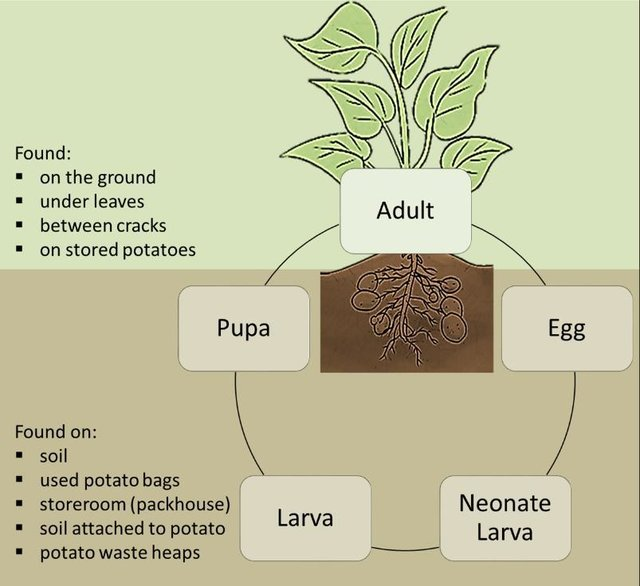 Found:
▪ on the ground
▪ under leaves
▪ between cracks
▪ on stored potatoes
Adult
Pupa
Egg
Found on:
▪ soil
▪ used potato bags
▪ storeroom (packhouse)
▪ soil attached to potato
▪ potato waste heaps
Larva
Neonate
Larva